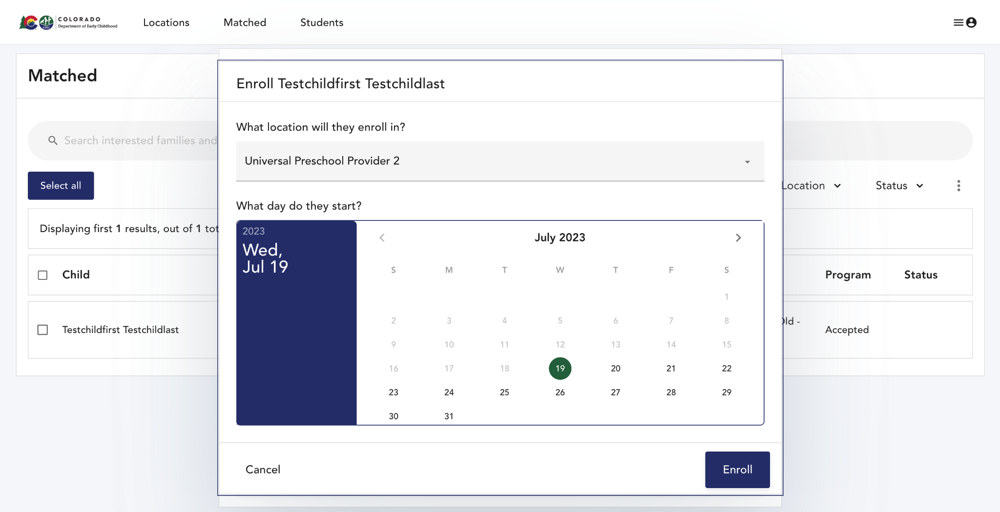 COLORADO
Department of Early Childhood
CDEC
Locations
Matched
Students
Matched
Enroll Testchildfirst Testchildlast
What location will they enroll in?
Search interested families and
Universal Preschool Provider 2
Select all
Location
Status
What day do they start?
Displaying first 1 results, out of 1 tot
2023
Wed,
Jul 19
July 2023
S M T W T F S
1
2 3 4 5 6 7 8
9 10 11 12 13 14 15
16 17 18 19 20 21 22
23 24 25 26 27 28 29
30 31
Child
Program
Status
Testchildfirst Testchildlast
Old -
Accepted
Cancel
Enroll